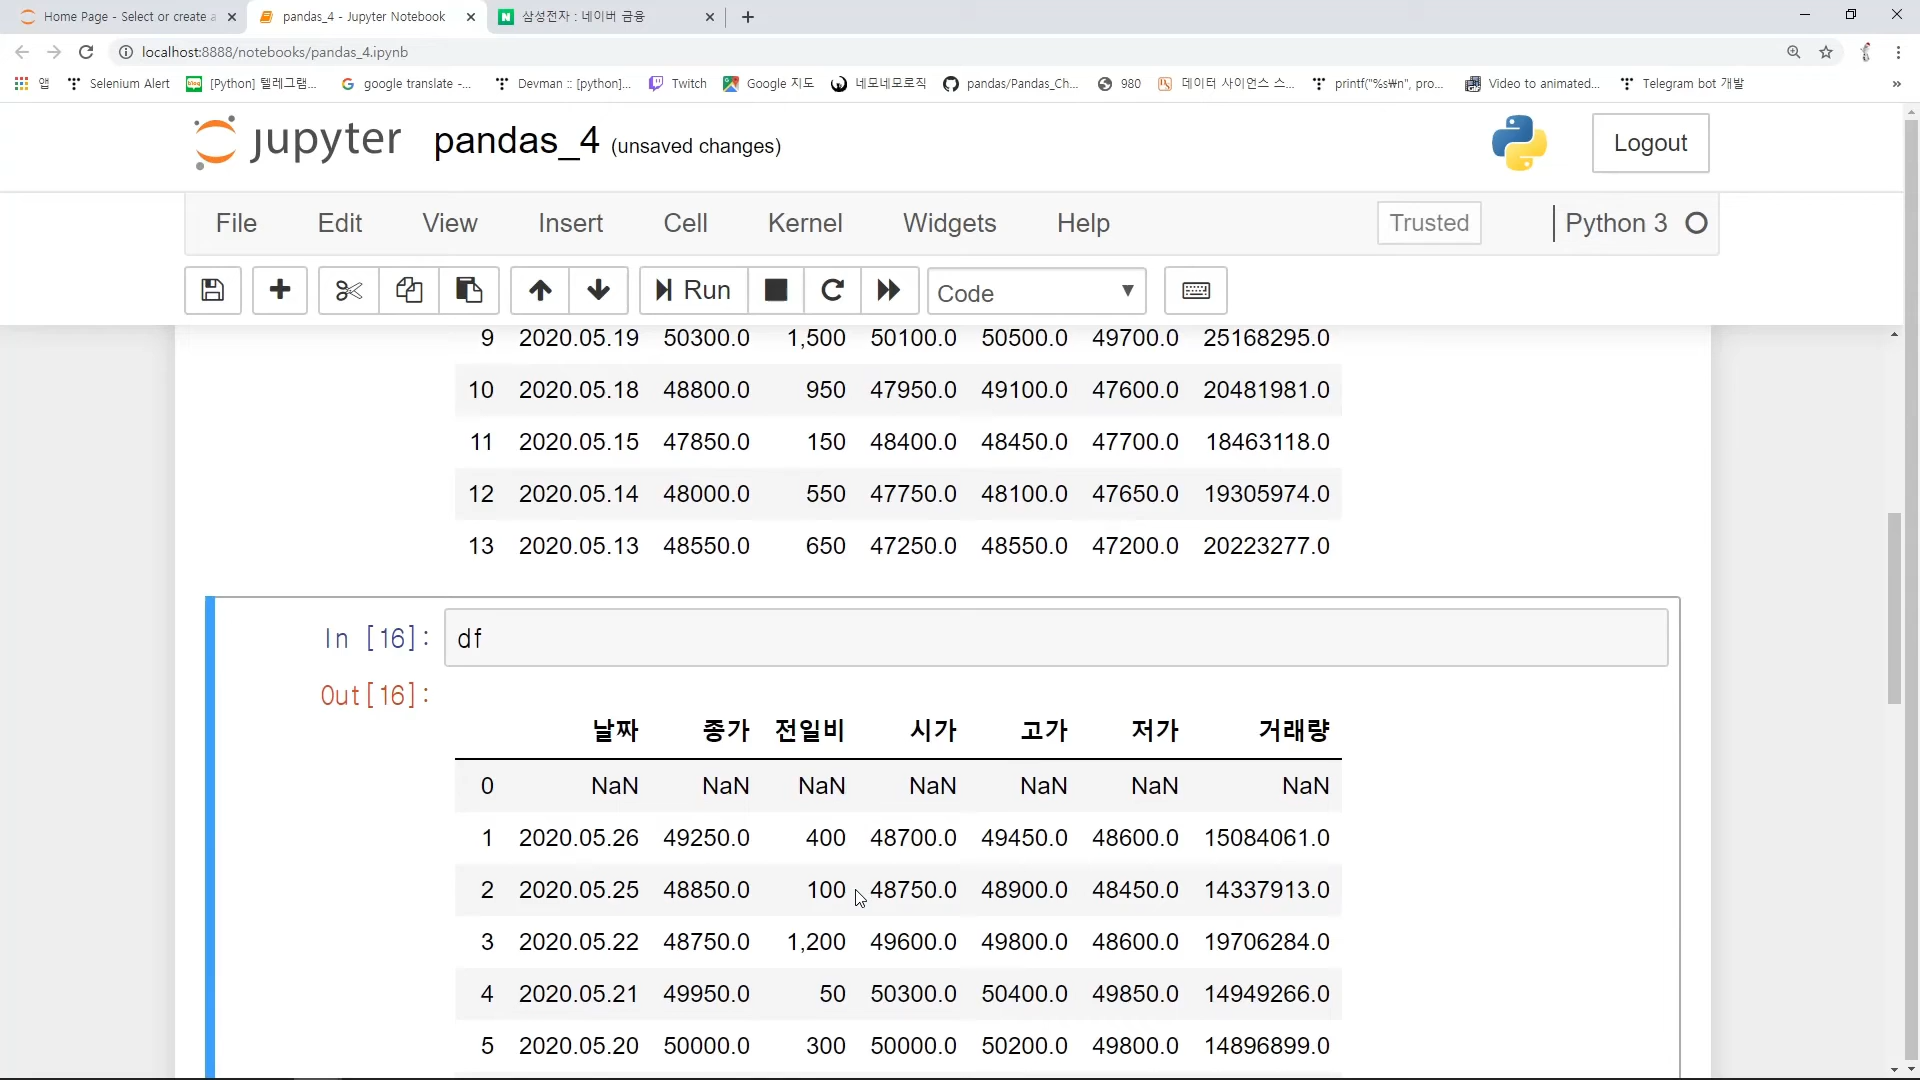 Home Page - Select or create a
pandas_4 - Jupyter Notebook
삼성전자 : 네이버 금융
localhost:8888/notebooks/pandas_4.ipynb
앱
Selenium Alert
[Python] 텔레그램...
google translate -...
Devman :: [python]...
Twitch
Google 지도
네모네모로직
pandas/Pandas_Ch...
980
데이터 사이언스 스...
printf("%s₩n", pro...
Video to animated...
Telegram bot 개발
jupyter pandas_4 (unsaved changes)
Logout
File Edit View Insert Cell Kernel Widgets Help Trusted Python 3
Run Code
9 2020.05.19 50300.0 1,500 50100.0 50500.0 49700.0 25168295.0
10 2020.05.18 48800.0 950 47950.0 49100.0 47600.0 20481981.0
11 2020.05.15 47850.0 150 48400.0 48450.0 47700.0 18463118.0
12 2020.05.14 48000.0 550 47750.0 48100.0 47650.0 19305974.0
13 2020.05.13 48550.0 650 47250.0 48550.0 47200.0 20223277.0
In [16]: df
Out[16]:
날짜 종가 전일비 시가 고가 저가 거래량
0 NaN NaN NaN NaN NaN NaN NaN
1 2020.05.26 49250.0 400 48700.0 49450.0 48600.0 15084061.0
2 2020.05.25 48850.0 100 48750.0 48900.0 48450.0 14337913.0
3 2020.05.22 48750.0 1,200 49600.0 49800.0 48600.0 19706284.0
4 2020.05.21 49950.0 50 50300.0 50400.0 49850.0 14949266.0
5 2020.05.20 50000.0 300 50000.0 50200.0 49800.0 14896899.0